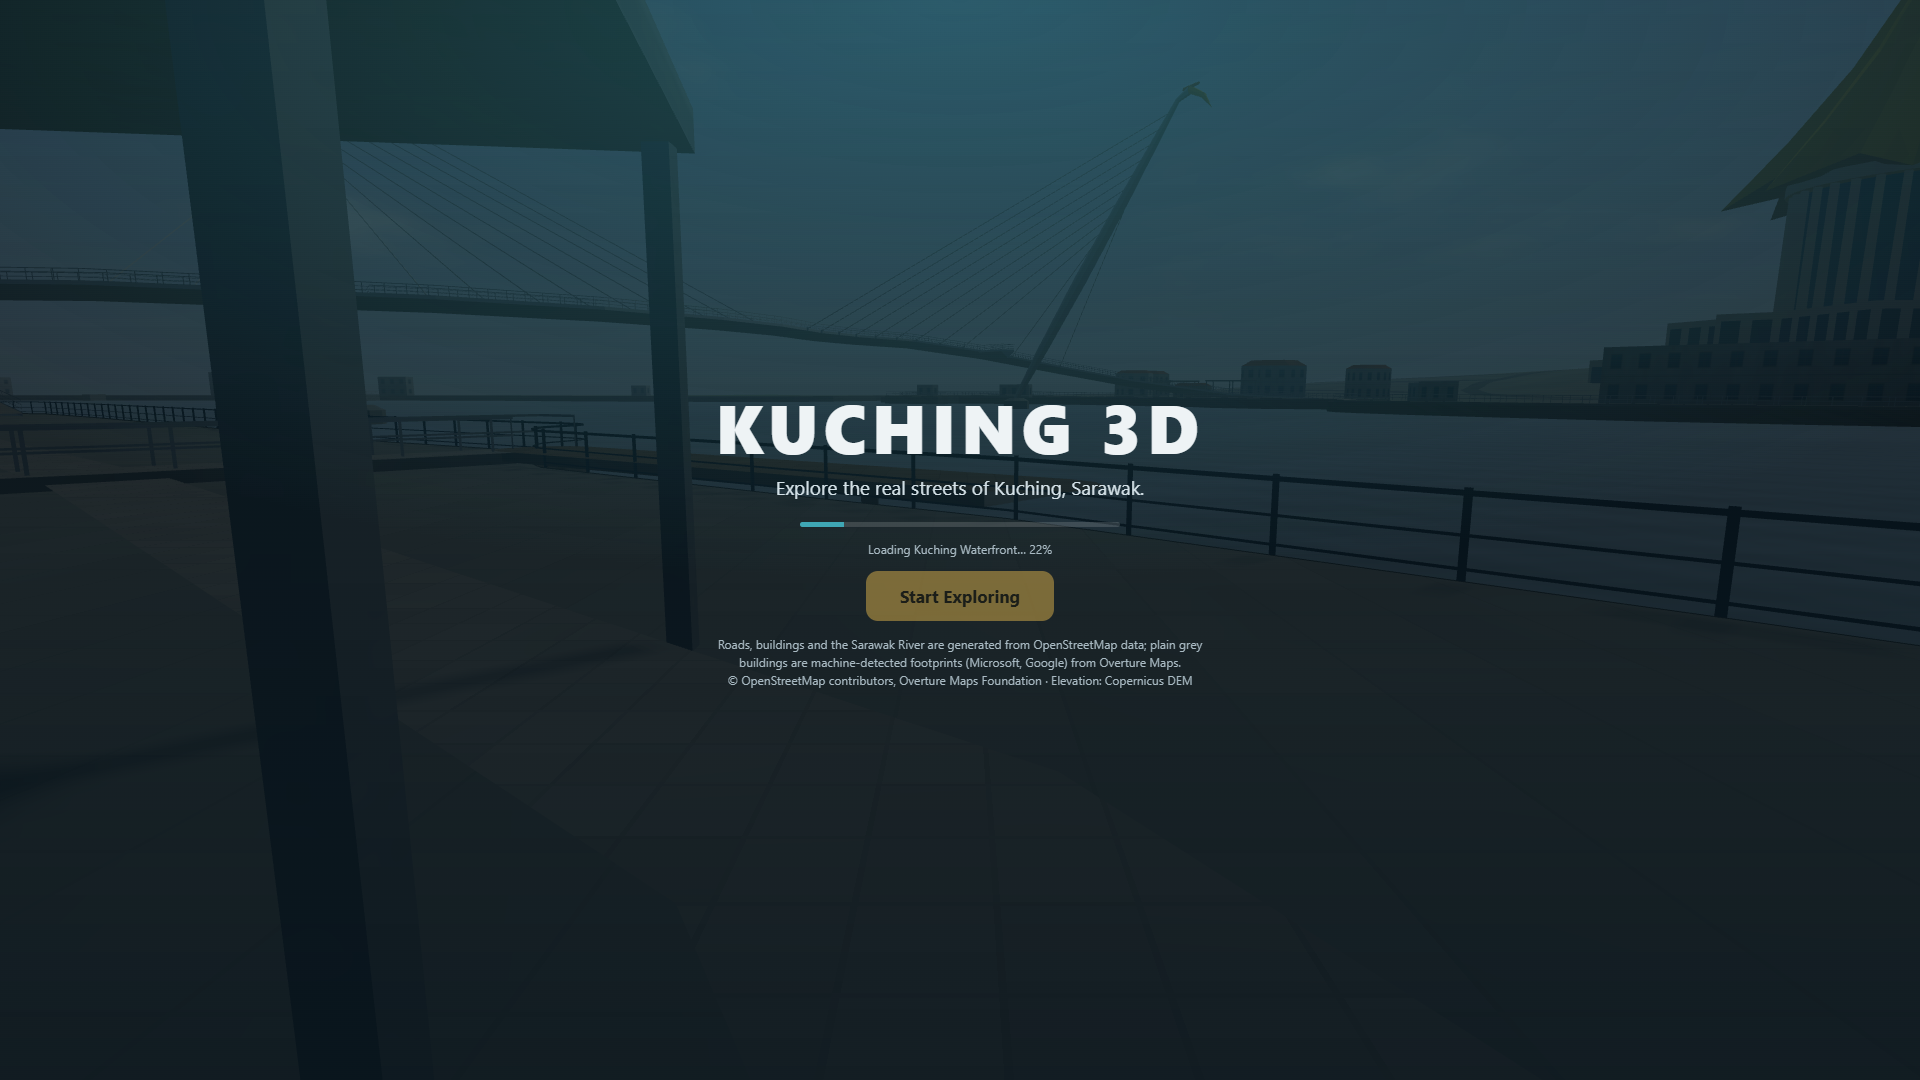 KUCHING 3D
Explore the real streets of Kuching, Sarawak.
Loading Kuching Waterfront... 22%
Start Exploring
Roads, buildings and the Sarawak River are generated from OpenStreetMap data; plain grey
buildings are machine-detected footprints (Microsoft, Google) from Overture Maps.
© OpenStreetMap contributors, Overture Maps Foundation · Elevation: Copernicus DEM